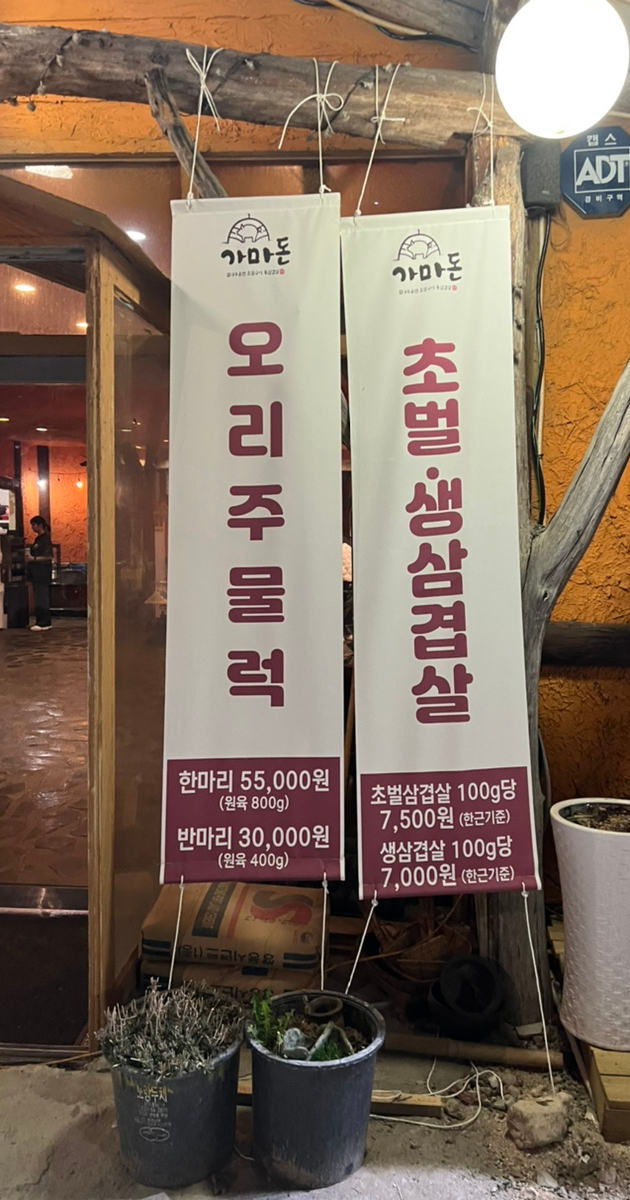 가마돈
오리주물럭
한마리 55,000원
(원육 800g)
반마리 30,000원
(원육 400g)
가마돈
초벌·생삼겹살
초벌삼겹살 100g당
7,500원 (한근기준)
생삼겹살 100g당
7,000원 (한근기준)
캡스
ADT
경비구역